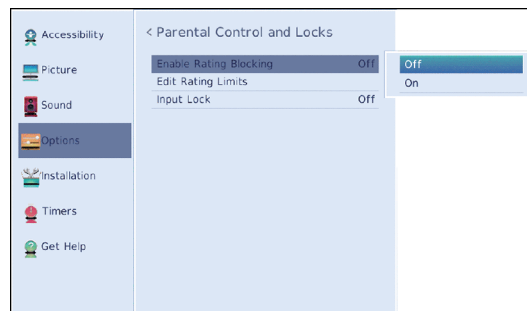 Accessibility
Picture
Sound
Options
Installation
Timers
Get Help
< Parental Control and Locks
Enable Rating Blocking Off
Edit Rating Limits
Input Lock Off
Off
On